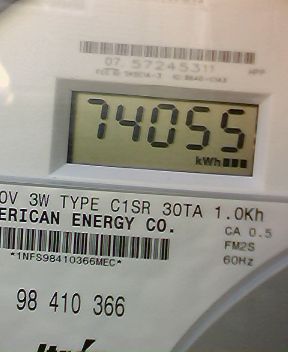 07 57245311
74055
kWh
0V 3W TYPE C1SR 30TA 1.0Kh
ERICAN ENERGY CO.
CA 0.5
FM2S
60Hz
*1NFS98410366MEC*
98 410 366